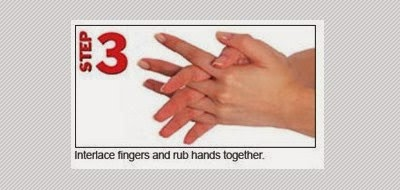 STEP 3
Interlace fingers and rub hands together.